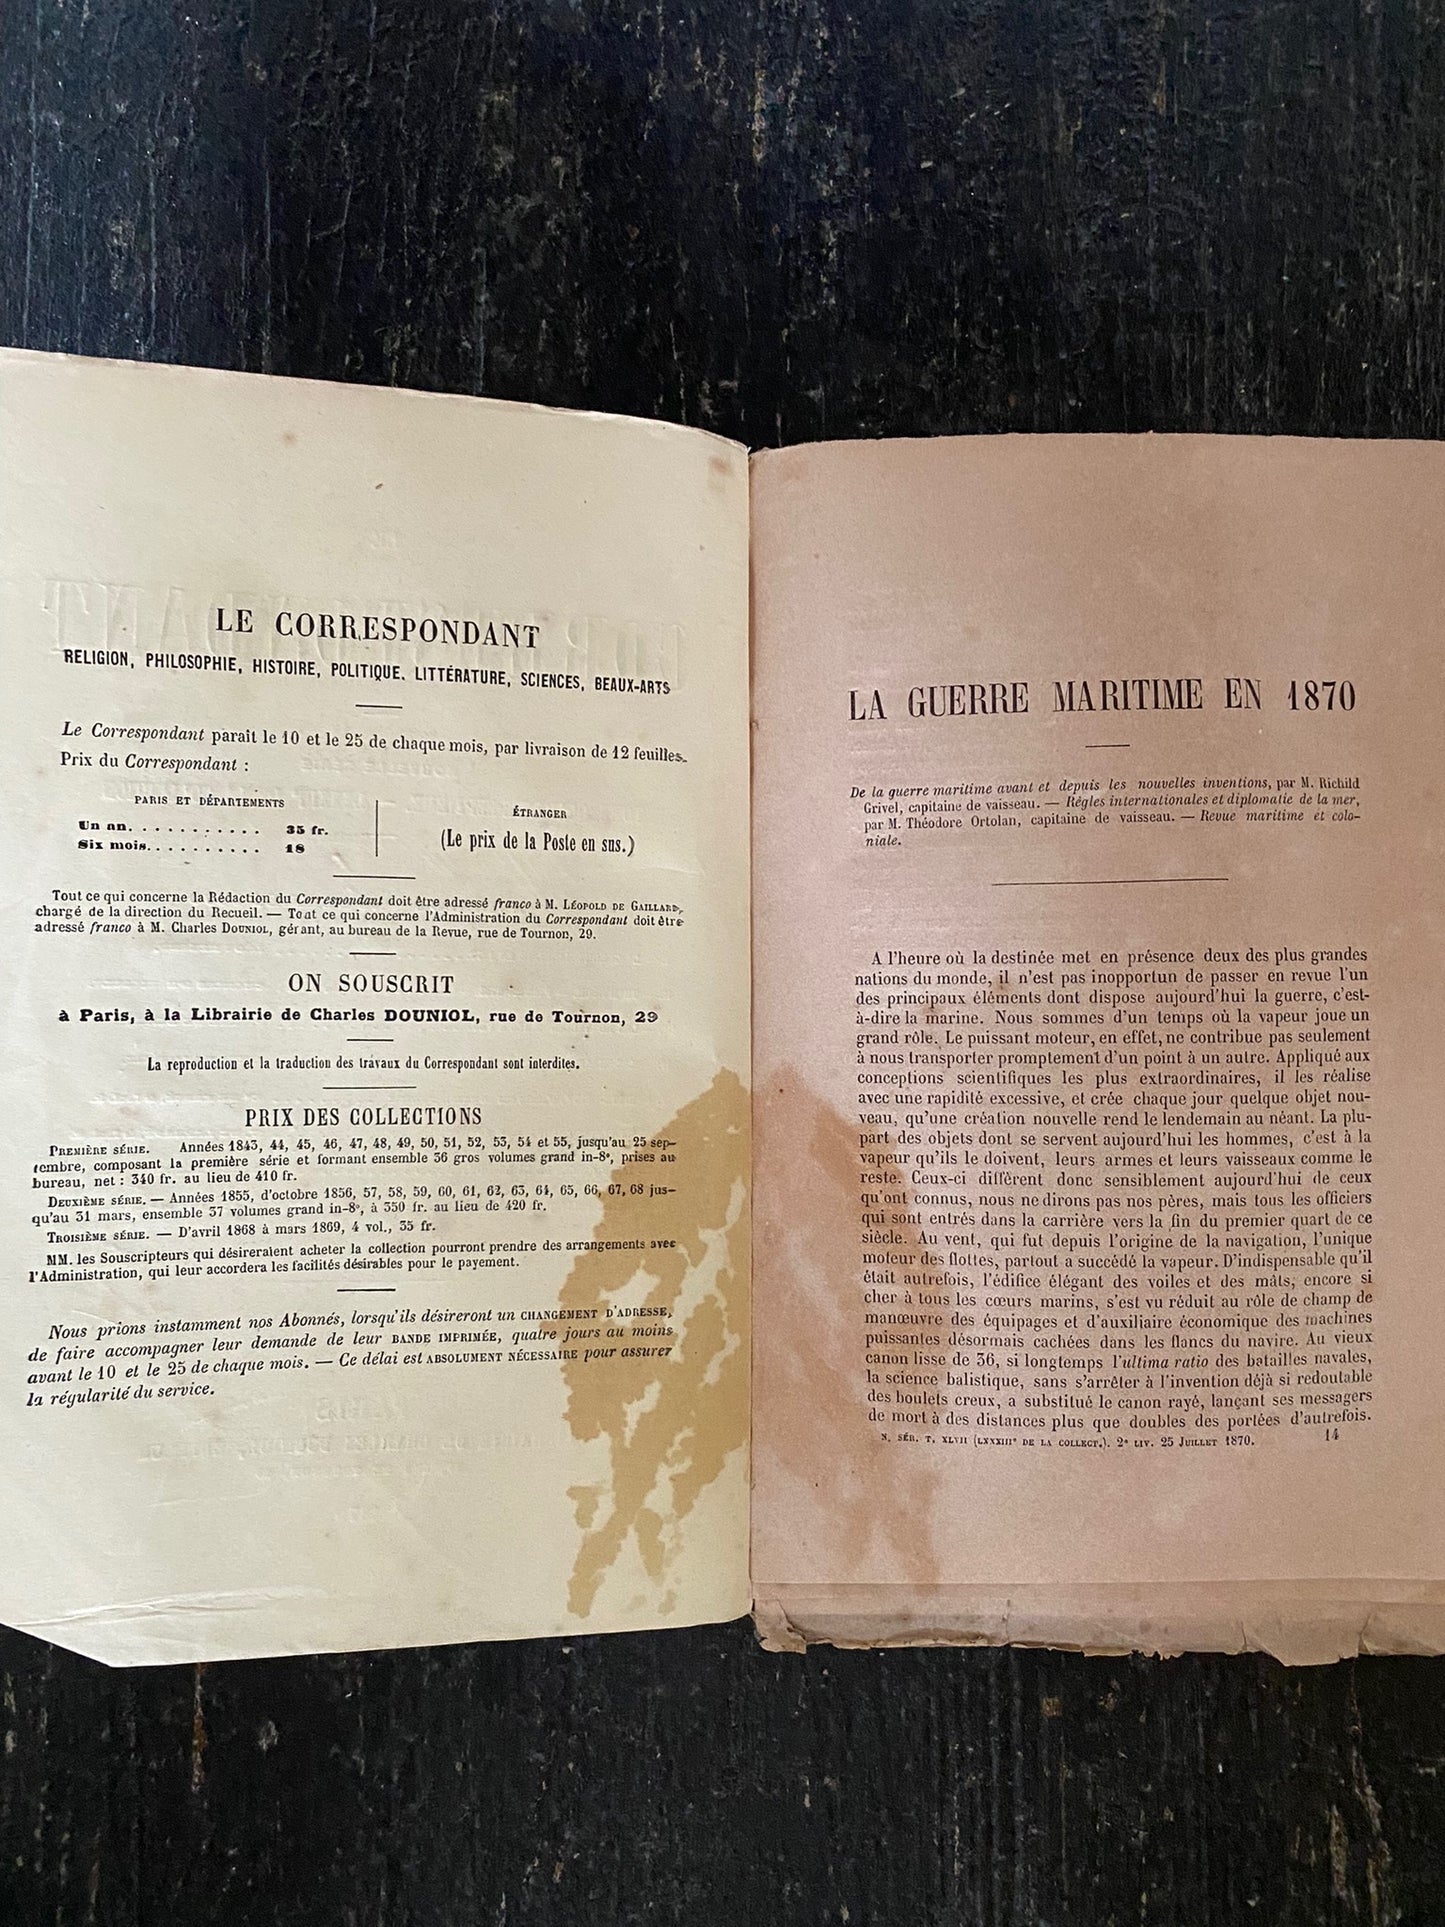 LE CORRESPONDANT
RELIGION, PHILOSOPHIE, HISTOIRE, POLITIQUE, LITTÉRATURE, SCIENCES, BEAUX-ARTS
Le Correspondant paraît le 10 et le 25 de chaque mois, par livraison de 12 feuilles.
Prix du Correspondant :
PARIS ET DÉPARTEMENTS
Un an. . . . . . . . . . . 35 fr.
Six mois. . . . . . . . . . 18
ÉTRANGER
(Le prix de la Poste en sus.)
Tout ce qui concerne la Rédaction du Correspondant doit être adressé franco à M. LÉOPOLD DE GAILLARD,
chargé de la direction du Recueil. — Tout ce qui concerne l'Administration du Correspondant doit être
adressé franco à M. Charles DOUNIOL, gérant, au bureau de la Revue, rue de Tournon, 29.
ON SOUSCRIT
à Paris, à la Librairie de Charles DOUNIOL, rue de Tournon, 29
La reproduction et la traduction des travaux du Correspondant sont interdites.
PRIX DES COLLECTIONS
PREMIÈRE SÉRIE. Années 1843, 44, 45, 46, 47, 48, 49, 50, 51, 52, 53, 54 et 55, jusqu'au 25 sep-
tembre, composant la première série et formant ensemble 36 gros volumes grand in-8°, prises au
bureau, net : 340 fr. au lieu de 410 fr.
DEUXIÈME SÉRIE. — Années 1855, d'octobre 1856, 57, 58, 59, 60, 61, 62, 63, 64, 65, 66, 67, 68 jus-
qu'au 31 mars, ensemble 37 volumes grand in-8°, à 350 fr. au lieu de 420 fr.
TROISIÈME SÉRIE. — D'avril 1868 à mars 1869, 4 vol., 35 fr.
MM. les Souscripteurs qui désireraient acheter la collection pourront prendre des arrangements avec
l'Administration, qui leur accordera les facilités désirables pour le payement.
Nous prions instamment nos Abonnés, lorsqu'ils désireront un CHANGEMENT D'ADRESSE,
de faire accompagner leur demande de leur BANDE IMPRIMÉE, quatre jours au moins
avant le 10 et le 25 de chaque mois. — Ce délai est ABSOLUMENT NÉCESSAIRE pour assurer
la régularité du service.
LA GUERRE MARITIME EN 1870
De la guerre maritime avant et depuis les nouvelles inventions, par M. Richild
Grivel, capitaine de vaisseau. — Règles internationales et diplomatie de la mer,
par M. Théodore Ortolan, capitaine de vaisseau. — Revue maritime et colo-
niale.
A l'heure où la destinée met en présence deux des plus grandes
nations du monde, il n'est pas inopportun de passer en revue l'un
des principaux éléments dont dispose aujourd'hui la guerre, c'est-
à-dire la marine. Nous sommes d'un temps où la vapeur joue un
grand rôle. Le puissant moteur, en effet, ne contribue pas seulement
à nous transporter promptement d'un point à un autre. Appliqué aux
conceptions scientifiques les plus extraordinaires, il les réalise
avec une rapidité excessive, et crée chaque jour quelque objet nou-
veau, qu'une création nouvelle rend le lendemain au néant. La plu-
part des objets dont se servent aujourd'hui les hommes, c'est à la
vapeur qu'ils le doivent, leurs armes et leurs vaisseaux comme le
reste. Ceux-ci diffèrent donc sensiblement aujourd'hui de ceux
qu'ont connus, nous ne dirons pas nos pères, mais tous les officiers
qui sont entrés dans la carrière vers la fin du premier quart de ce
siècle. Au vent, qui fut depuis l'origine de la navigation, l'unique
moteur des flottes, partout a succédé la vapeur. D'indispensable qu'il
était autrefois, l'édifice élégant des voiles et des mâts, encore si
cher à tous les cœurs marins, s'est vu réduit au rôle de champ de
manœuvre des équipages et d'auxiliaire économique des machines
puissantes désormais cachées dans les flancs du navire. Au vieux
canon lisse de 36, si longtemps l'ultima ratio des batailles navales,
la science balistique, sans s'arrêter à l'invention déjà si redoutable
des boulets creux, a substitué le canon rayé, lançant ses messagers
de mort à des distances plus que doubles des portées d'autrefois.
N. SÉR. T. XLVII (LXXXIII° DE LA COLLECT.). 2° LIV. 25 JUILLET 1870. 14